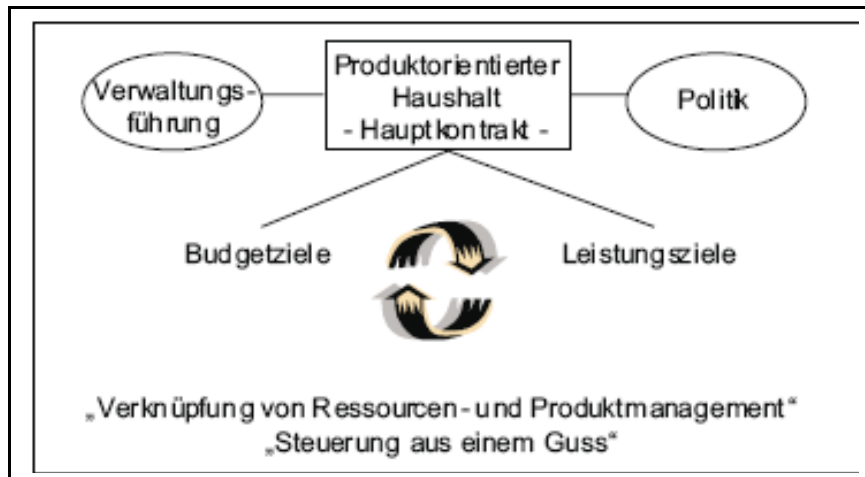 Verwaltungs-
führung
Produktorientierter
Haushalt
- Hauptkontrakt -
Politik
Budgetziele
Leistungsziele
„Verknüpfung von Ressourcen- und Produktmanagement“
„Steuerung aus einem Guss“